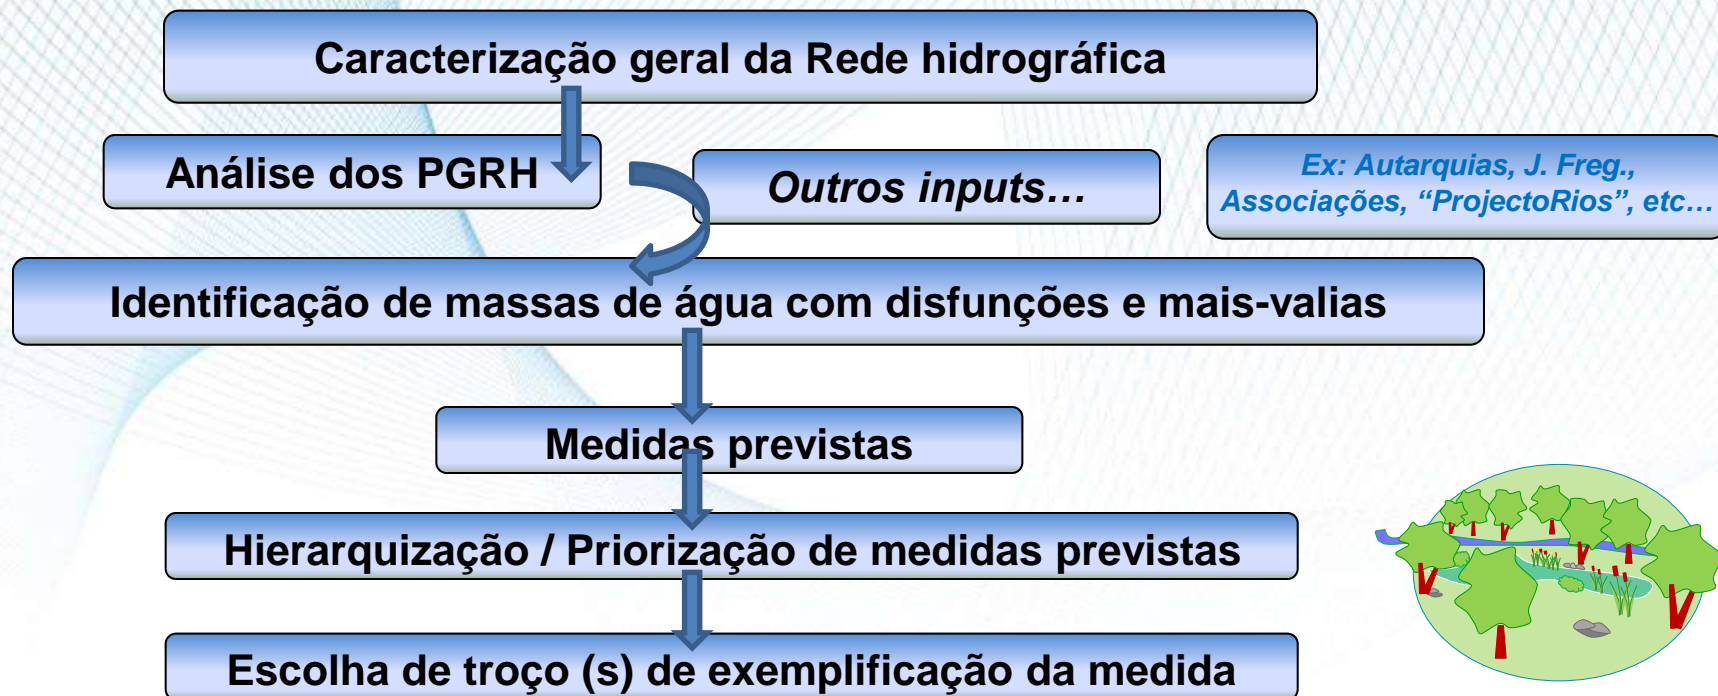 Caracterização geral da Rede hidrográfica
Análise dos PGRH
Outros inputs…
Ex: Autarquias, J. Freg.,
Associações, “ProjectoRios”, etc…
Identificação de massas de água com disfunções e mais-valias
Medidas previstas
Hierarquização / Priorização de medidas previstas
Escolha de troço (s) de exemplificação da medida